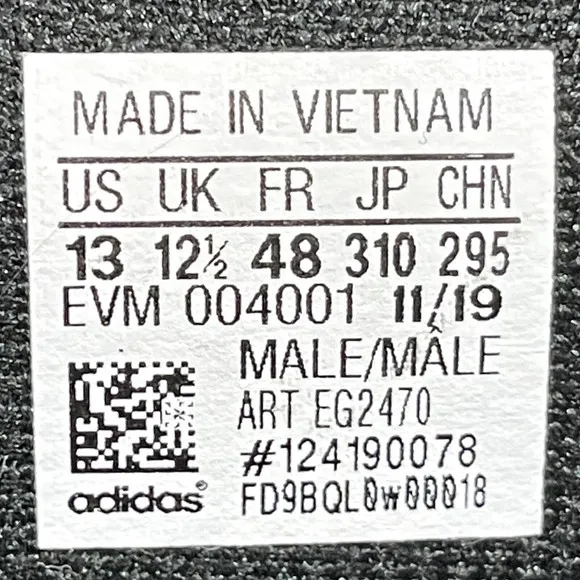 MADE IN VIETNAM
US UK FR JP CHN
13 12½ 48 310 295
EVM 004001 11/19
MALE/MÂLE
ART EG2470
#124190078
adidas®
FD9BQL0w00018